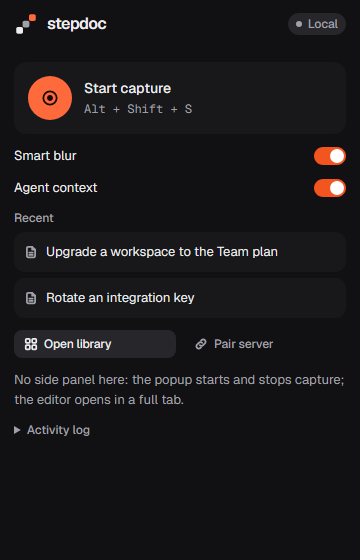 stepdoc
Local
Start capture
Alt + Shift + S
Smart blur
Agent context
Recent
Upgrade a workspace to the Team plan
Rotate an integration key
Open library
Pair server
No side panel here: the popup starts and stops capture;
the editor opens in a full tab.
Activity log